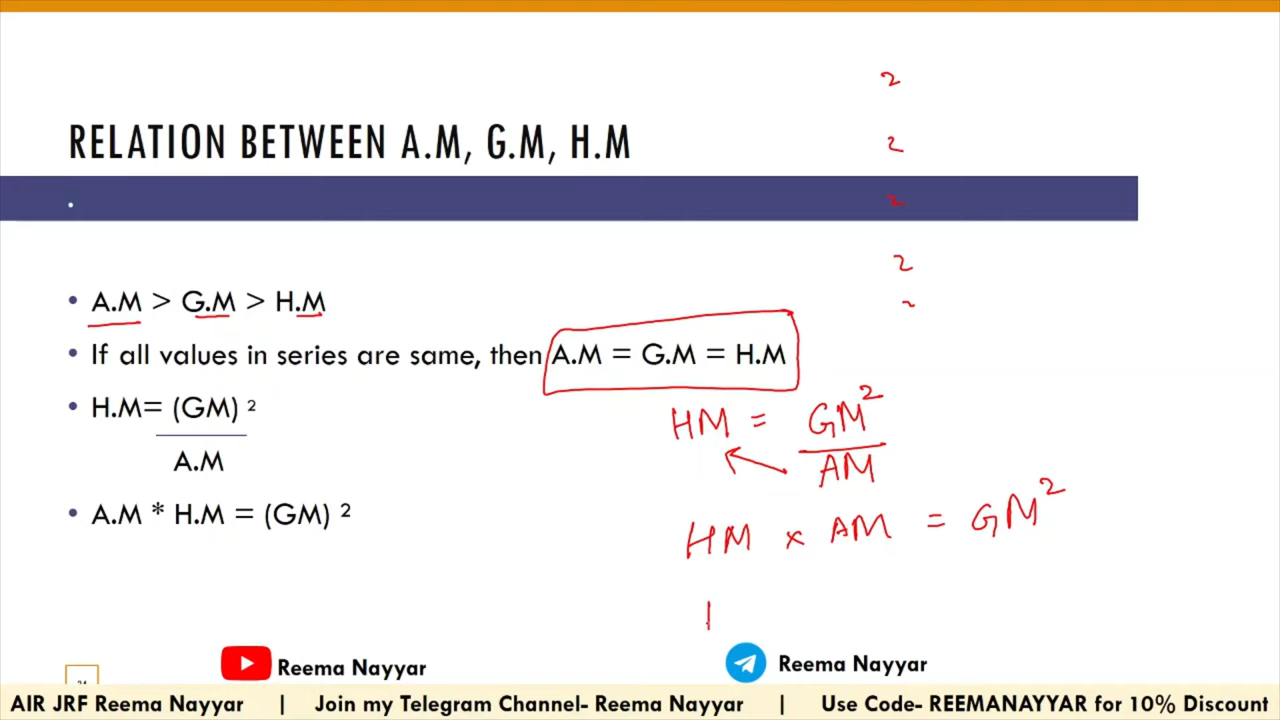 2
RELATION BETWEEN A.M, G.M, H.M
2
2
2
• A.M > G.M > H.M
2
• If all values in series are same, then A.M = G.M = H.M
• H.M= (GM) ²
A.M
HM = GM²
AM
• A.M * H.M = (GM) ²
HM × AM = GM²
Reema Nayyar
Reema Nayyar
AIR JRF Reema Nayyar | Join my Telegram Channel- Reema Nayyar | Use Code- REEMANAYYAR for 10% Discount